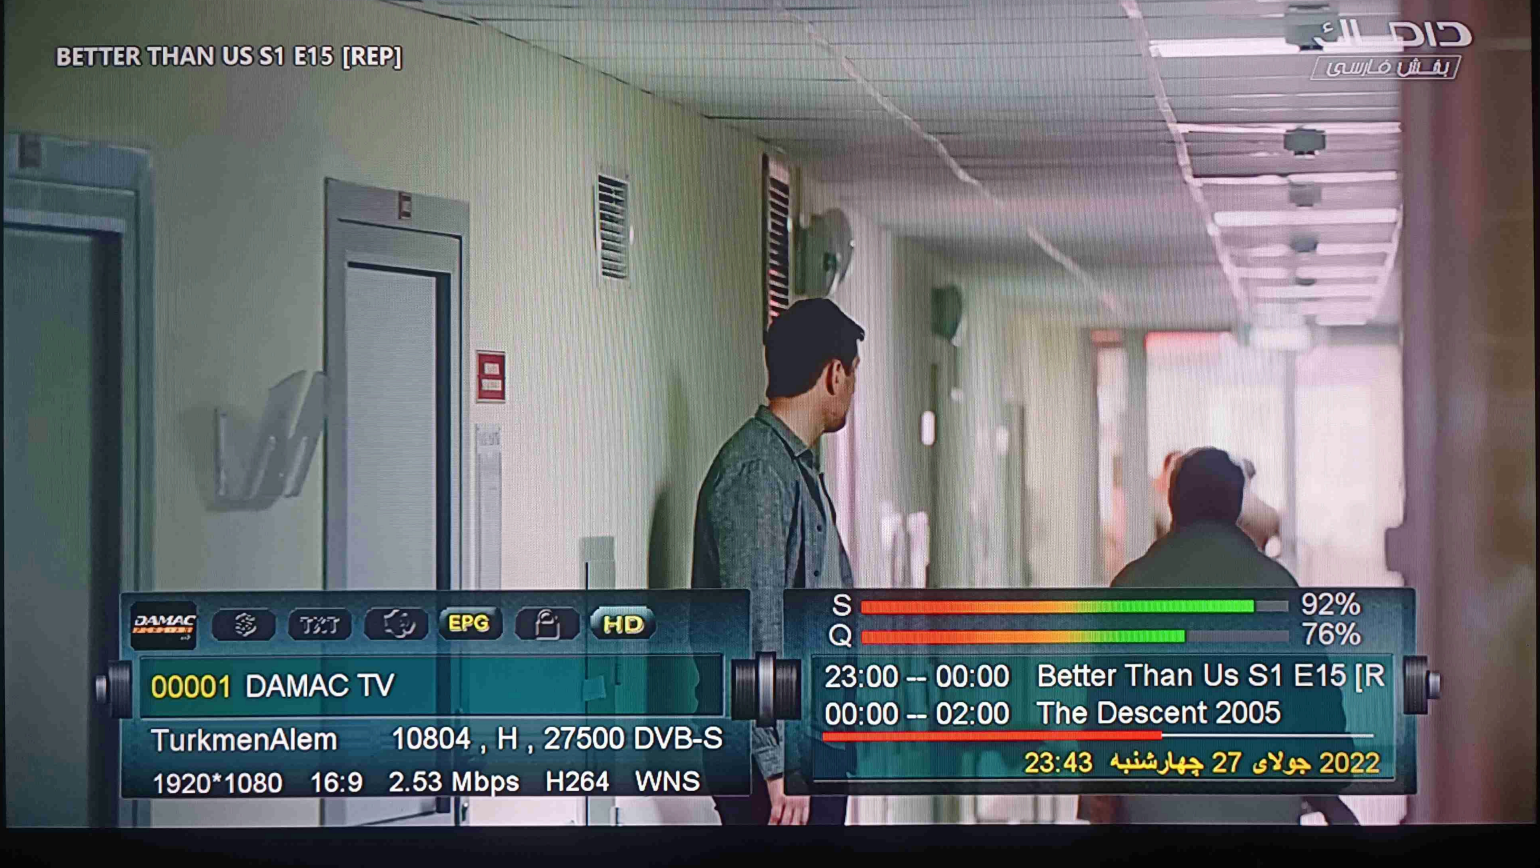 BETTER THAN US S1 E15 [REP]
داماك
بخش فارسی
DAMAC
$
TXT
EPG
HD
S 92%
Q 76%
00001 DAMAC TV
TurkmenAlem 10804 , H , 27500 DVB-S
1920*1080 16:9 2.53 Mbps H264 WNS
23:00 -- 00:00 Better Than Us S1 E15 [R
00:00 -- 02:00 The Descent 2005
23:43 چهارشنبه 27 جولای 2022